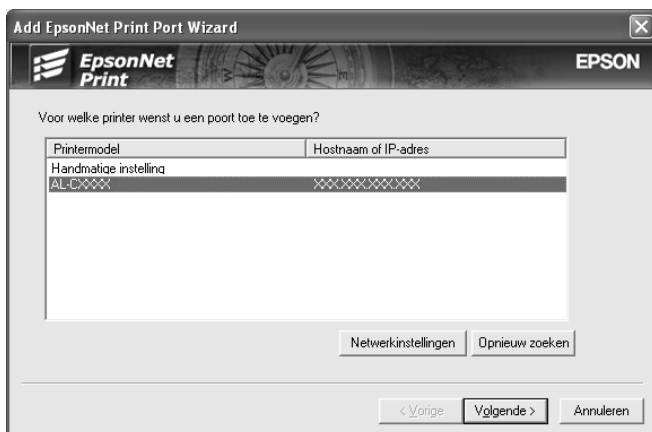 Add EpsonNet Print Port Wizard
EpsonNet
Print
EPSON
Voor welke printer wenst u een poort toe te voegen?
Printermodel Hostnaam of IP-adres
Handmatige instelling
AL-CXXXX XXX.XXX.XXX.XXX
Netwerkinstellingen Opnieuw zoeken
< Vorige Volgende > Annuleren